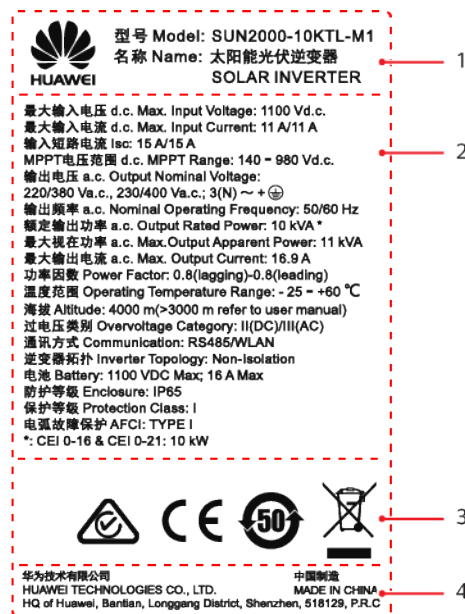 HUAWEI
型号 Model: SUN2000-10KTL-M1
名称 Name: 太阳能光伏逆变器
SOLAR INVERTER
1
最大输入电压 d.c. Max. Input Voltage: 1100 Vd.c.
最大输入电流 d.c. Max. Input Current: 11 A/11 A
输入短路电流 Isc: 15 A/15 A
MPPT电压范围 d.c. MPPT Range: 140 - 980 Vd.c.
2
输出电压 a.c. Output Nominal Voltage:
220/380 Va.c., 230/400 Va.c.; 3(N) ~ +
输出频率 a.c. Nominal Operating Frequency: 50/60 Hz
额定输出功率 a.c. Output Rated Power: 10 kVA *
最大视在功率 a.c. Max.Output Apparent Power: 11 kVA
最大输出电流 a.c. Max. Output Current: 16.9 A
功率因数 Power Factor: 0.8(lagging)-0.8(leading)
温度范围 Operating Temperature Range: - 25 - +60 ℃
海拔 Altitude: 4000 m(>3000 m refer to user manual)
过电压类别 Overvoltage Category: II(DC)/III(AC)
通讯方式 Communication: RS485/WLAN
逆变器拓扑 Inverter Topology: Non-Isolation
电池 Battery: 1100 VDC Max; 16 A Max
防护等级 Enclosure: IP65
保护等级 Protection Class: I
电弧故障保护 AFCI: TYPE I
*: CEI 0-16 & CEI 0-21: 10 kW
CE
50
3
华为技术有限公司 中国制造
HUAWEI TECHNOLOGIES CO., LTD. MADE IN CHINA
4
HQ of Huawei, Bantian, Longgang District, Shenzhen, 518129, P.R.C